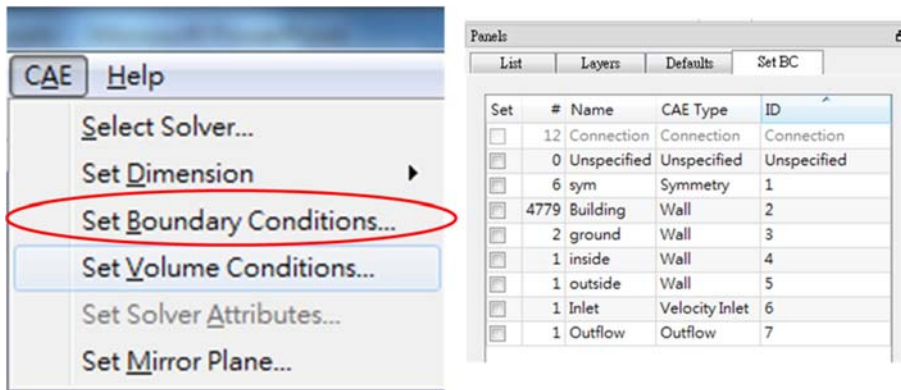 CAE Help
Select Solver...
Set Dimension
Set Boundary Conditions...
Set Volume Conditions...
Set Solver Attributes...
Set Mirror Plane...
Panels
List Layers Defaults Set BC
Set # Name CAE Type ID
12 Connection Connection Connection
0 Unspecified Unspecified Unspecified
6 sym Symmetry 1
4779 Building Wall 2
2 ground Wall 3
1 inside Wall 4
1 outside Wall 5
1 Inlet Velocity Inlet 6
1 Outflow Outflow 7